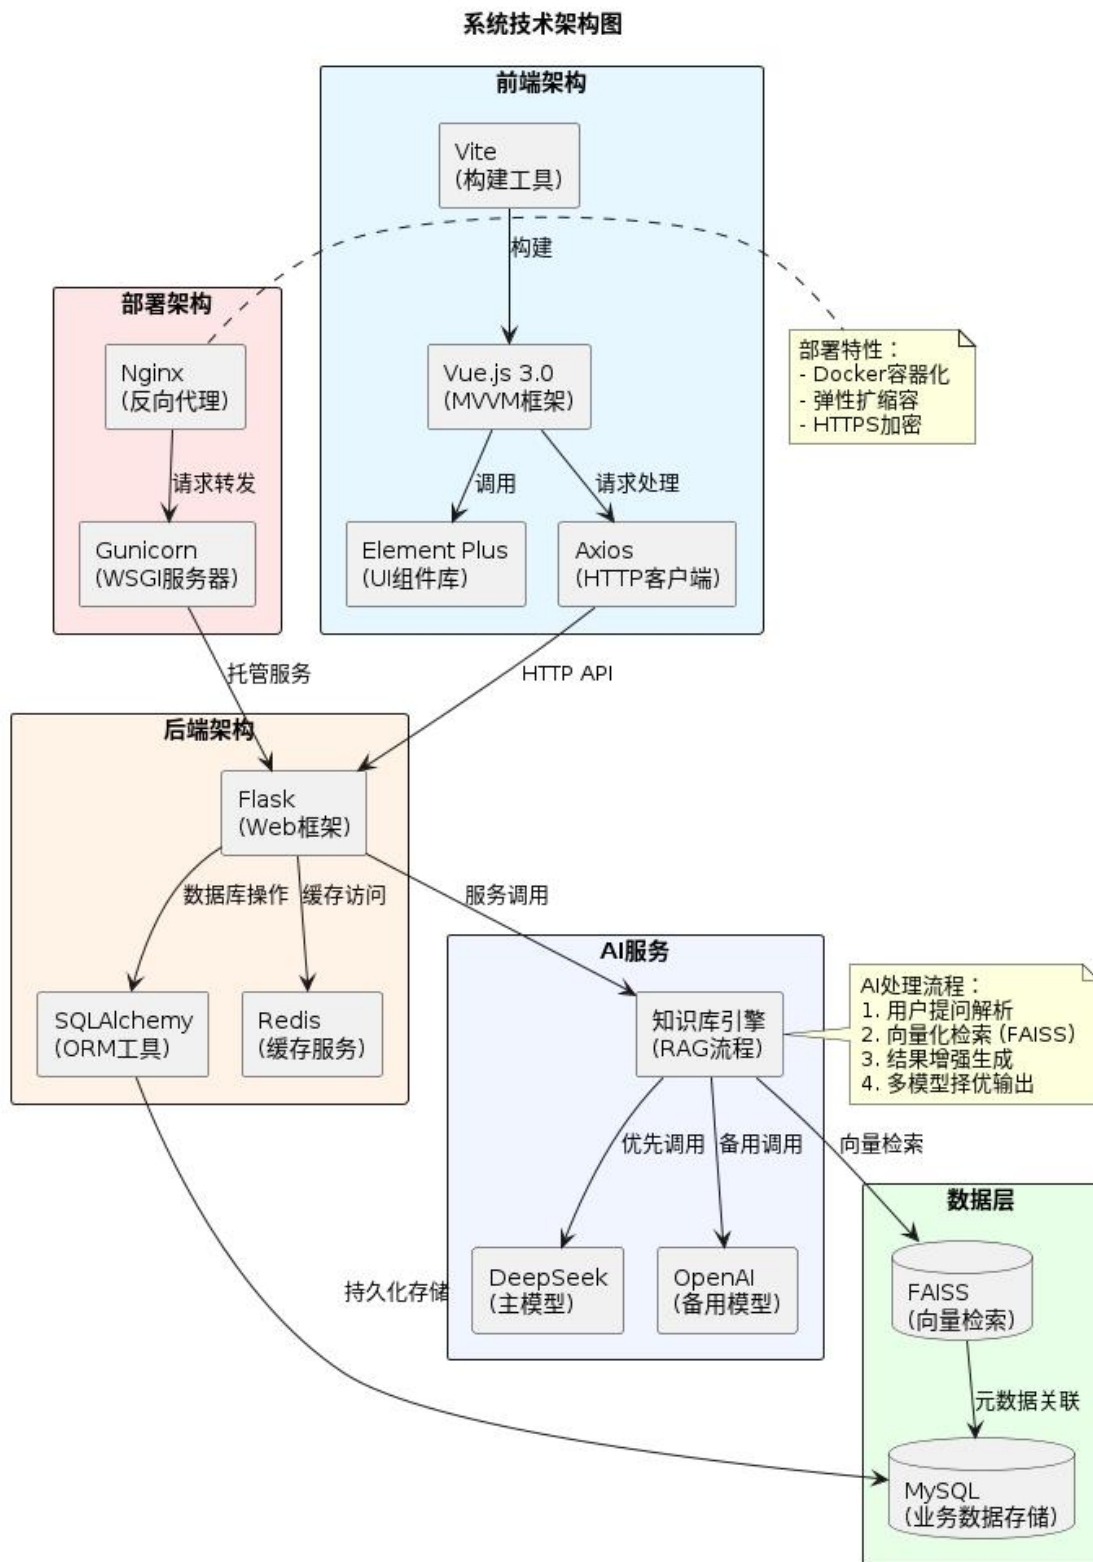 系统技术架构图
前端架构
Vite
(构建工具)
构建
部署架构
Nginx
(反向代理)
Vue.js 3.0
(MVVM框架)
部署特性：
- Docker容器化
- 弹性扩缩容
- HTTPS加密
请求转发
调用
请求处理
Gunicorn
(WSGI服务器)
Element Plus
(UI组件库)
Axios
(HTTP客户端)
托管服务
HTTP API
后端架构
Flask
(Web框架)
数据库操作
缓存访问
服务调用
AI服务
SQLAlchemy
(ORM工具)
Redis
(缓存服务)
知识库引擎
(RAG流程)
AI处理流程：
1. 用户提问解析
2. 向量化检索 (FAISS)
3. 结果增强生成
4. 多模型择优输出
优先调用
备用调用
向量检索
数据层
持久化存储
DeepSeek
(主模型)
OpenAI
(备用模型)
FAISS
(向量检索)
元数据关联
MySQL
(业务数据存储)